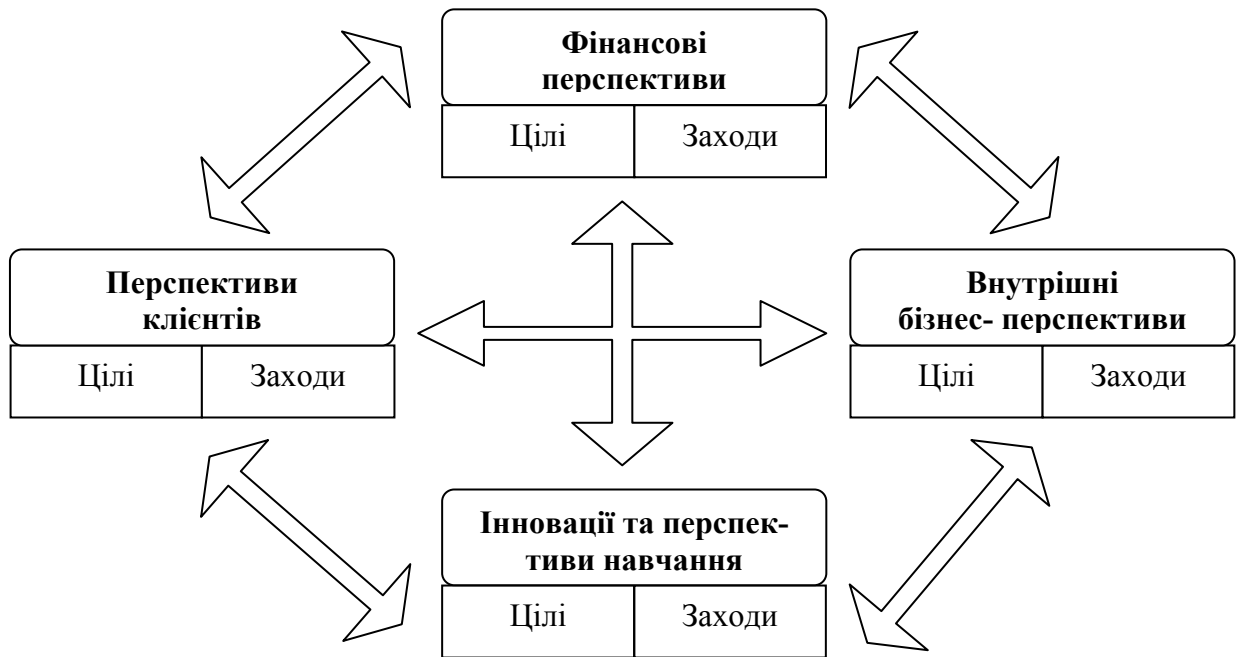 Фінансові
перспективи
Цілі Заходи
Перспективи
клієнтів
Цілі Заходи
Внутрішні
бізнес- перспективи
Цілі Заходи
Інновації та перспек-
тиви навчання
Цілі Заходи